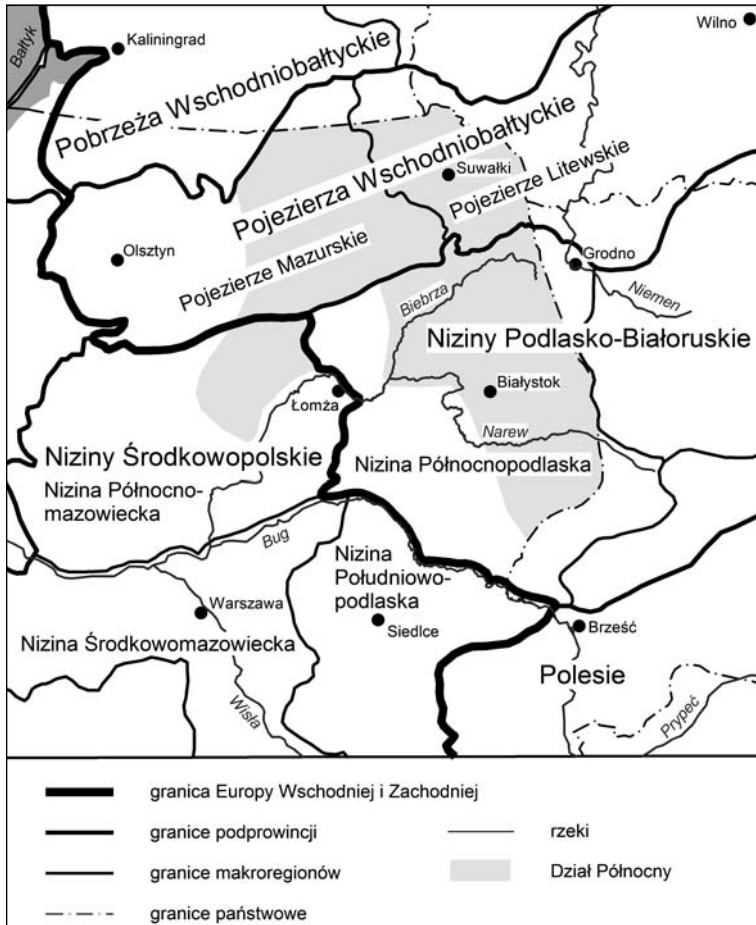 Wilno
Bałtyk
Kaliningrad
Pobrzeża Wschodniobałtyckie
Pojezierza Wschodniobałtyckie
Suwałki
Pojezierze Litewskie
Olsztyn
Pojezierze Mazurskie
Grodno
Biebrza
Niemen
Niziny Podlasko-Białoruskie
Białystok
Łomża
Narew
Niziny Środkowopolskie
Nizina Północnopodlaska
Nizina Północno-
mazowiecka
Bug
Nizina
Południowo-
podlaska
Warszawa
Siedlce
Brześć
Nizina Środkowomazowiecka
Polesie
Wisła
Prypeć
granica Europy Wschodniej i Zachodniej
granice podprowincji
rzeki
granice makroregionów
Dział Północny
granice państwowe